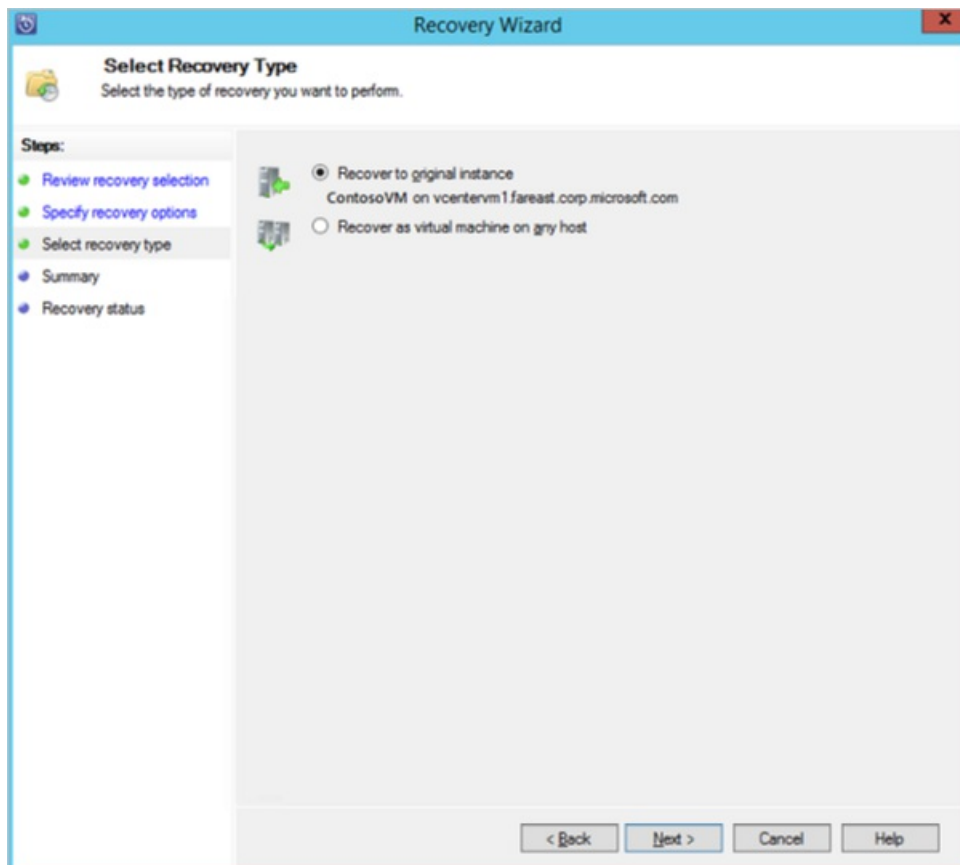 Recovery Wizard
x
Select Recovery Type
Select the type of recovery you want to perform.
Steps:
Review recovery selection
Specify recovery options
Select recovery type
Summary
Recovery status
Recover to original instance
ContosoVM on vcentervm1.fareast.corp.microsoft.com
Recover as virtual machine on any host
< Back
Next >
Cancel
Help